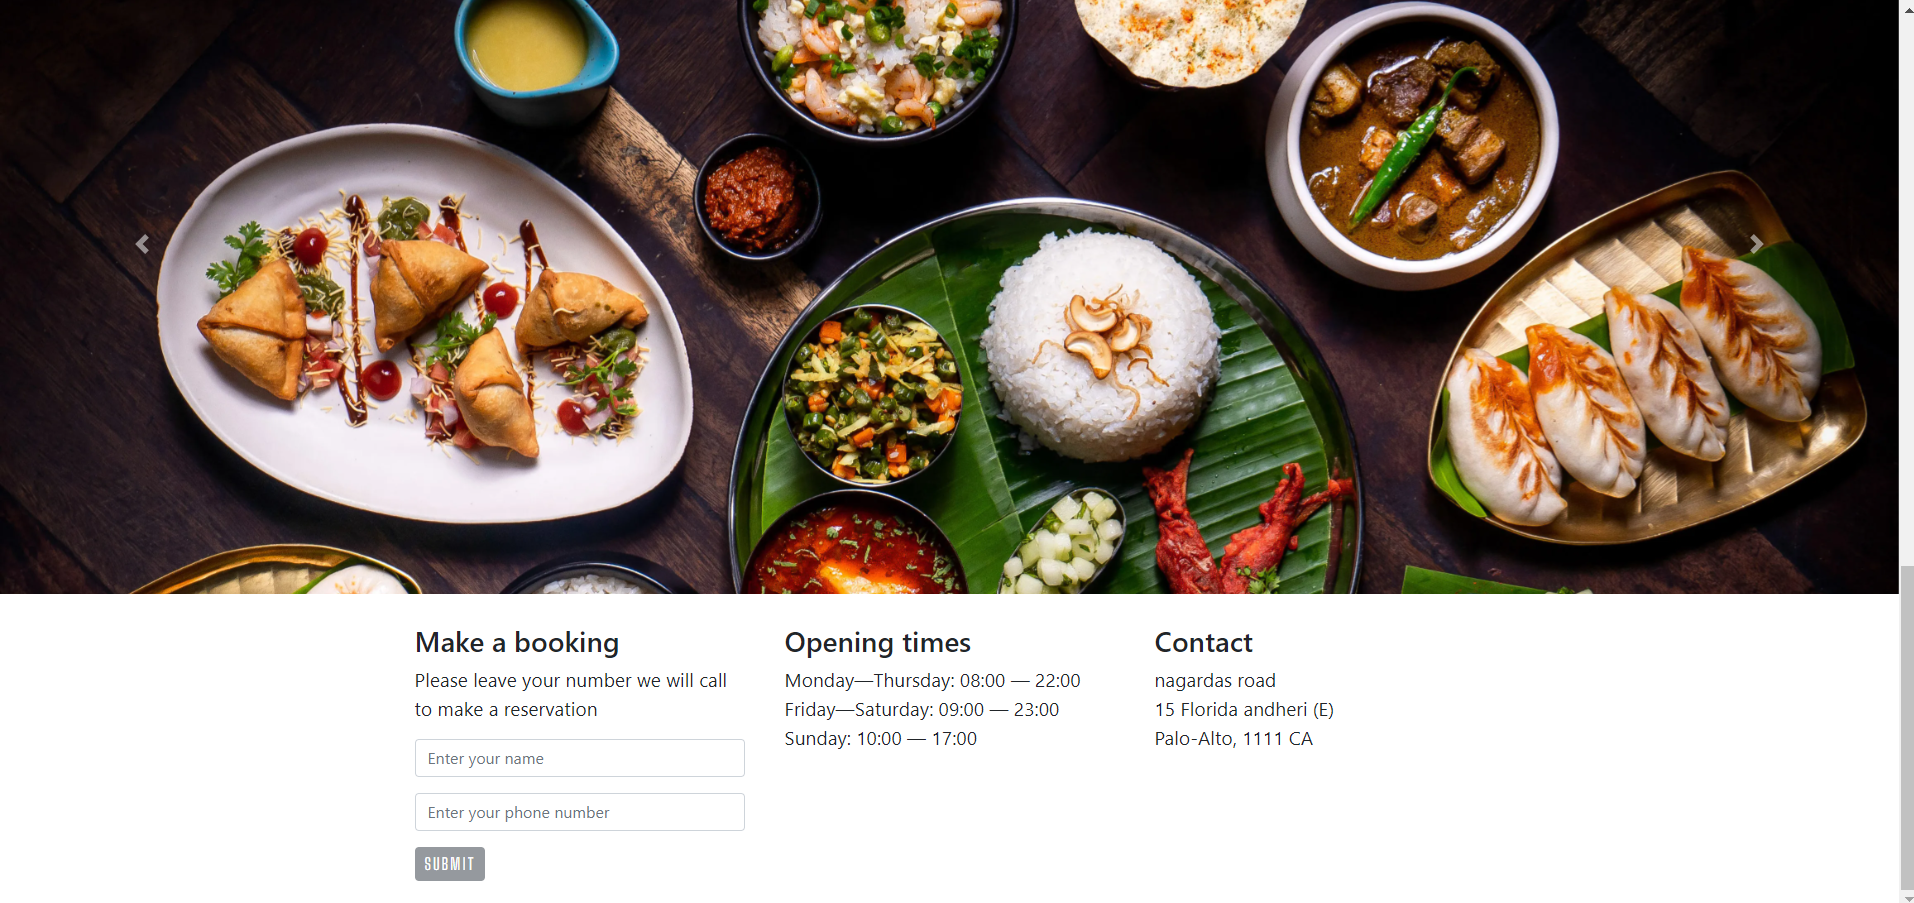 Make a booking
Please leave your number we will call
to make a reservation
Enter your name
Enter your phone number
SUBMIT
Opening times
Monday—Thursday: 08:00 — 22:00
Friday—Saturday: 09:00 — 23:00
Sunday: 10:00 — 17:00
Contact
nagardas road
15 Florida andheri (E)
Palo-Alto, 1111 CA